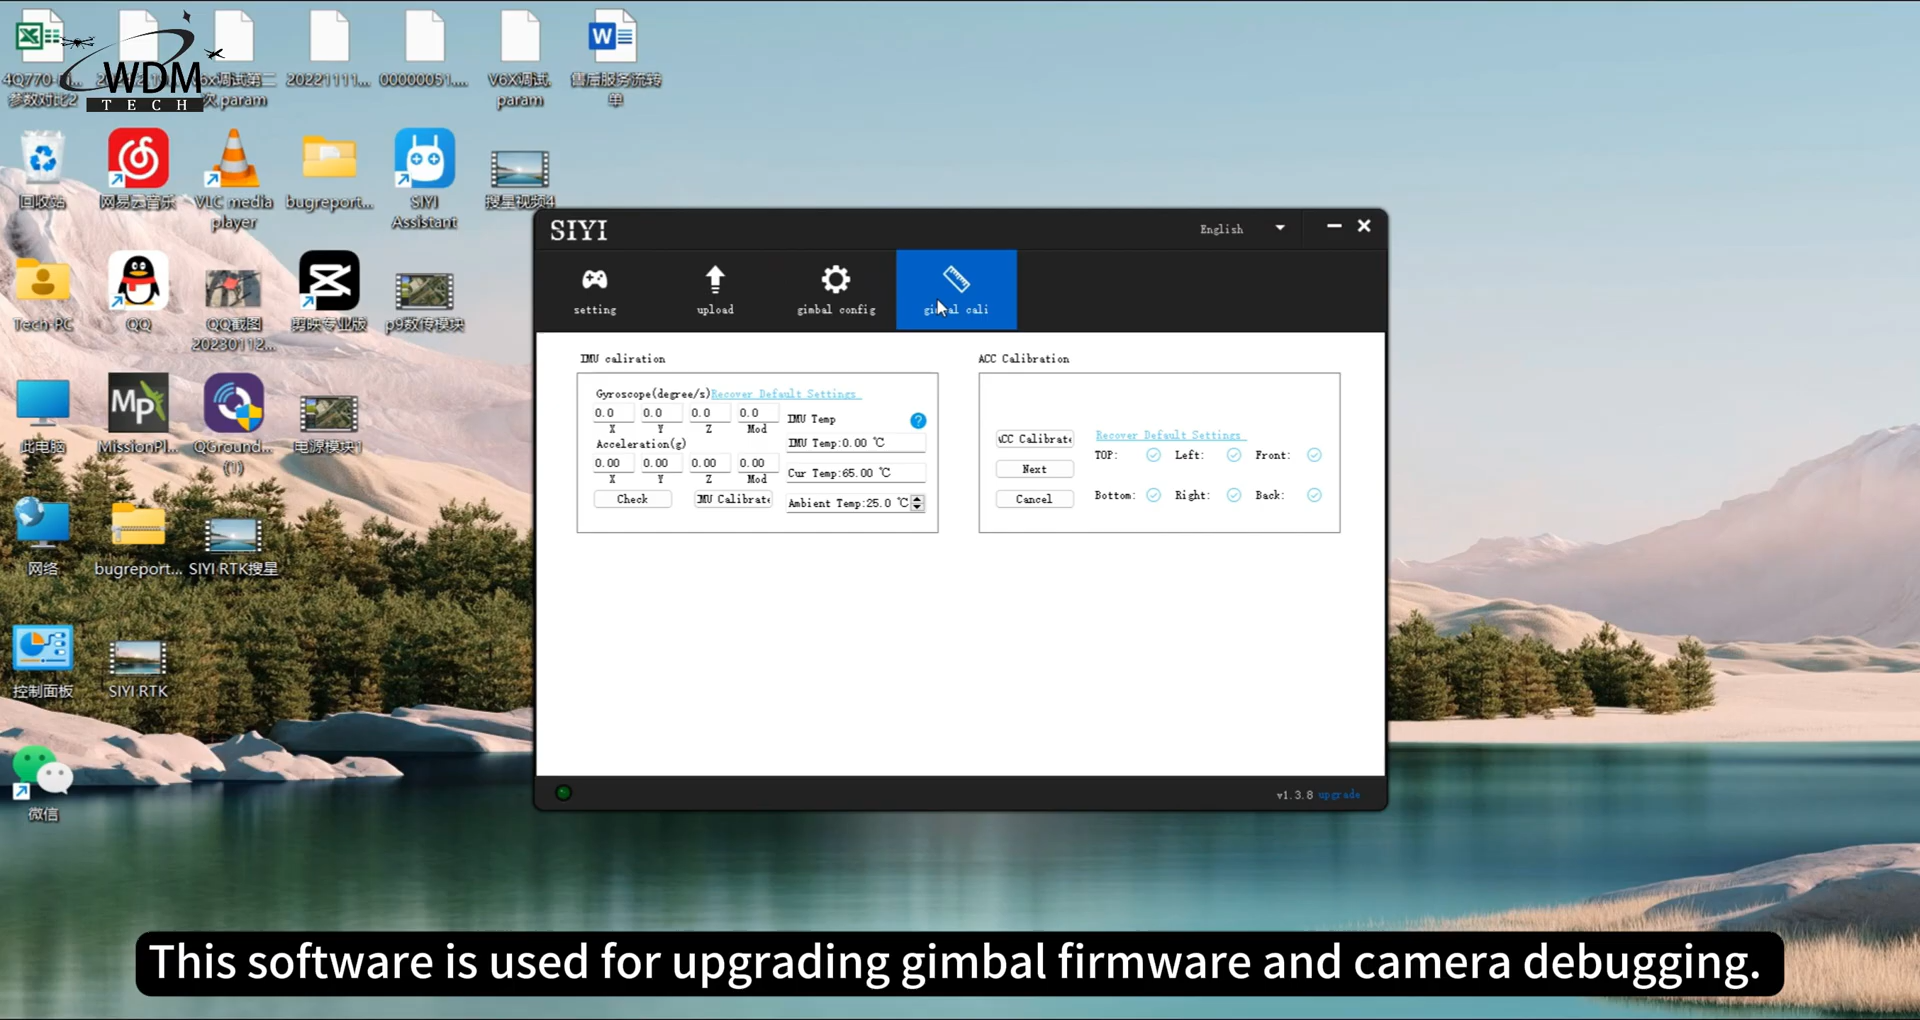 WDM
TECH
参数对比2
次.param
20221111...
00000051....
V6X调试.
param
售后服务流转
单
回收站
网易云音乐
VLC media
player
bugreport...
SIYI
Assistant
搜星视频4
Tech-RC
QQ
QQ截图
20230112...
剪映专业版
p9数传模块
此电脑
Mp
MissionPl...
QGround...
(1)
电源模块1
网络
bugreport...
SIYI RTK搜星
控制面板
SIYI RTK
微信
SIYI
English
setting
upload
gimbal config
gimbal cali
IMU caliration
Gyroscope(degree/s)Recover Default Settings
0.0 0.0 0.0 0.0
X Y Z Mod
IMU Temp
?
Acceleration(g)
IMU Temp:0.00 ℃
0.00 0.00 0.00 0.00
X Y Z Mod
Cur Temp:65.00 ℃
Check
IMU Calibrate
Ambient Temp:25.0 ℃
ACC Calibration
ACC Calibrate
Next
Cancel
Recover Default Settings
TOP: Left: Front:
Bottom: Right: Back:
v1.3.8 upgrade
This software is used for upgrading gimbal firmware and camera debugging.